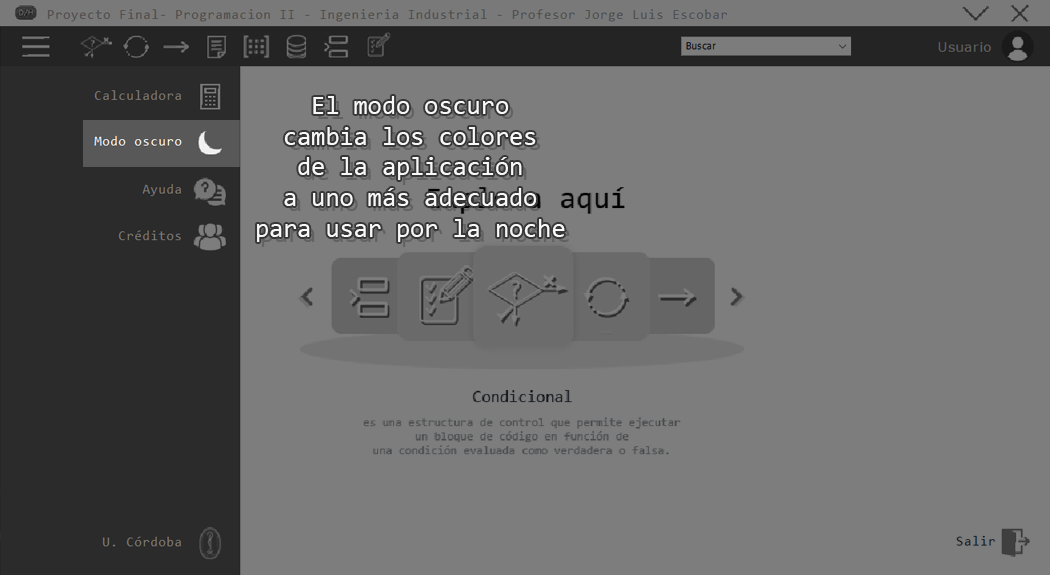 D/H Proyecto Final- Programacion II - Ingenieria Industrial - Profesor Jorge Luis Escobar
Buscar
Usuario
Calculadora
Modo oscuro
Ayuda
Créditos
El modo oscuro
cambia los colores
de la aplicación
a uno más adecuado
para usar por la noche
aquí
Condicional
es una estructura de control que permite ejecutar
un bloque de código en función de
una condición evaluada como verdadera o falsa.
U. Córdoba
Salir